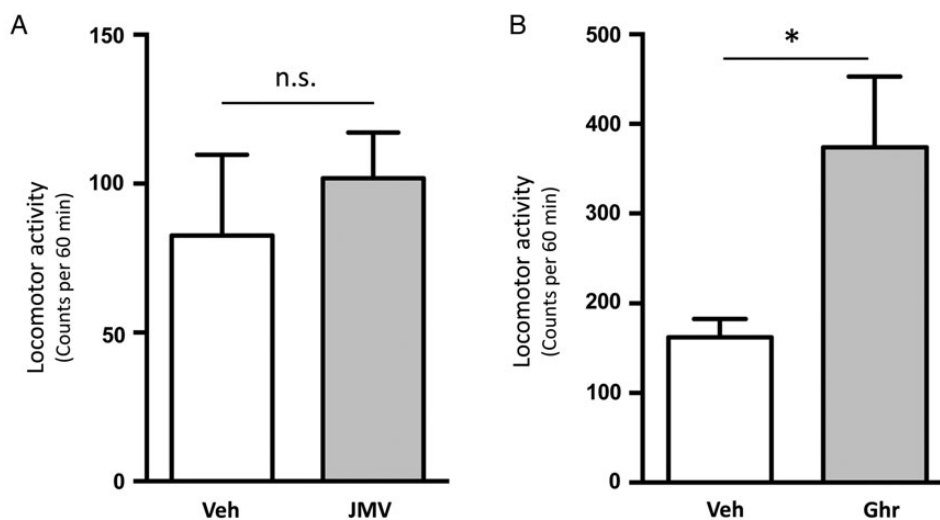 A
Locomotor activity
(Counts per 60 min)
150
100
50
0
n.s.
Veh
JMV
B
Locomotor activity
(Counts per 60 min)
500
400
300
200
100
0
*
Veh
Ghr